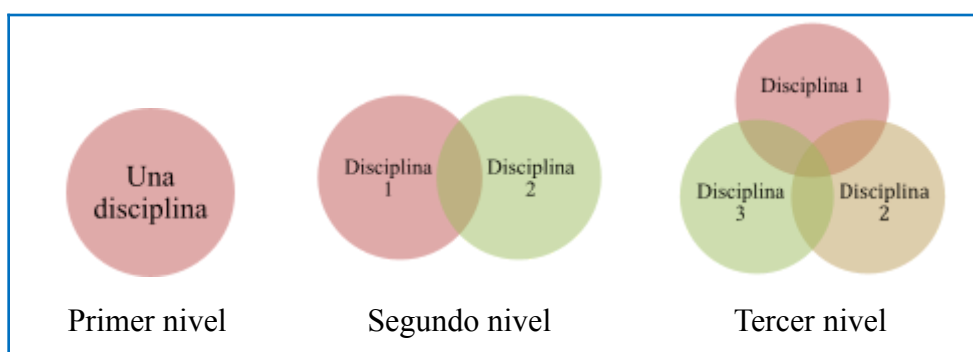 Una
disciplina
Primer nivel
Disciplina
1
Disciplina
2
Segundo nivel
Disciplina 1
Disciplina
3
Disciplina
2
Tercer nivel